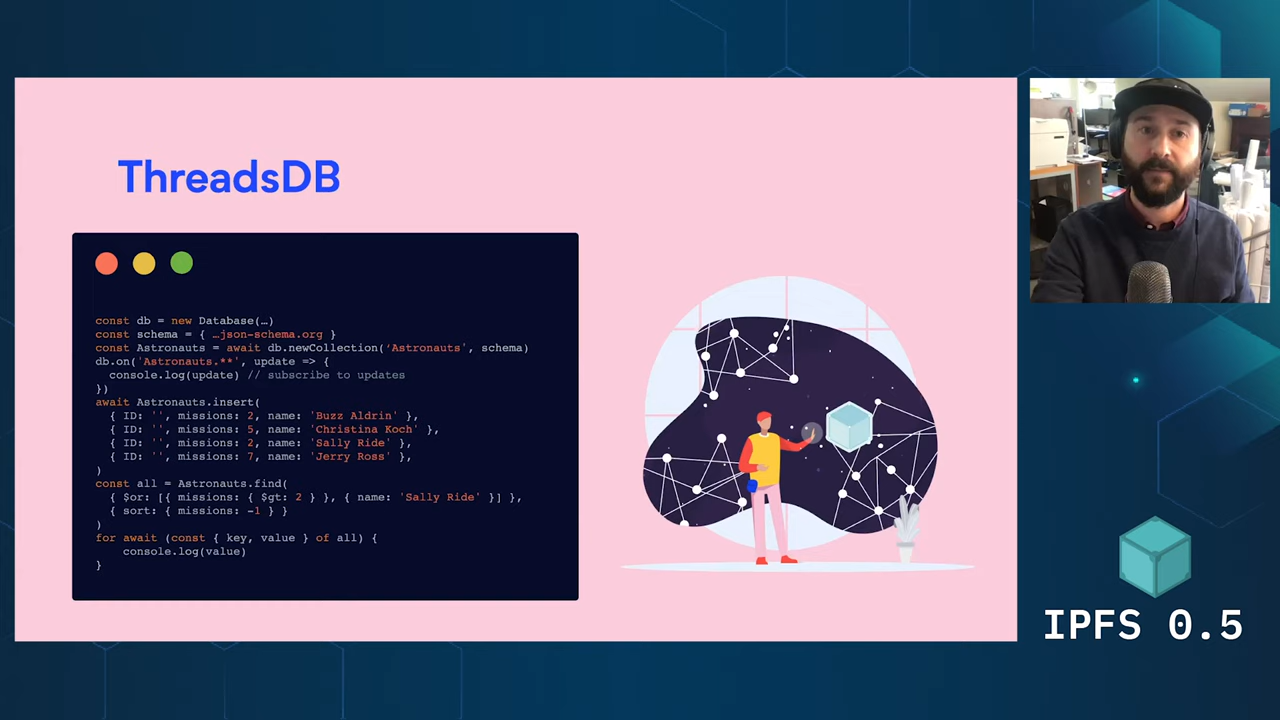 ThreadsDB
const db = new Database(…)
const schema = { …json-schema.org }
const Astronauts = await db.newCollection(‘Astronauts', schema)
db.on('Astronauts.**', update => {
  console.log(update) // subscribe to updates
})
await Astronauts.insert(
  { ID: '', missions: 2, name: 'Buzz Aldrin' },
  { ID: '', missions: 5, name: 'Christina Koch' },
  { ID: '', missions: 2, name: 'Sally Ride' },
  { ID: '', missions: 7, name: 'Jerry Ross' },
)
const all = Astronauts.find(
  { $or: [{ missions: { $gt: 2 } }, { name: 'Sally Ride' }] },
  { sort: { missions: -1 } }
)
for await (const { key, value } of all) {
    console.log(value)
}
IPFS 0.5